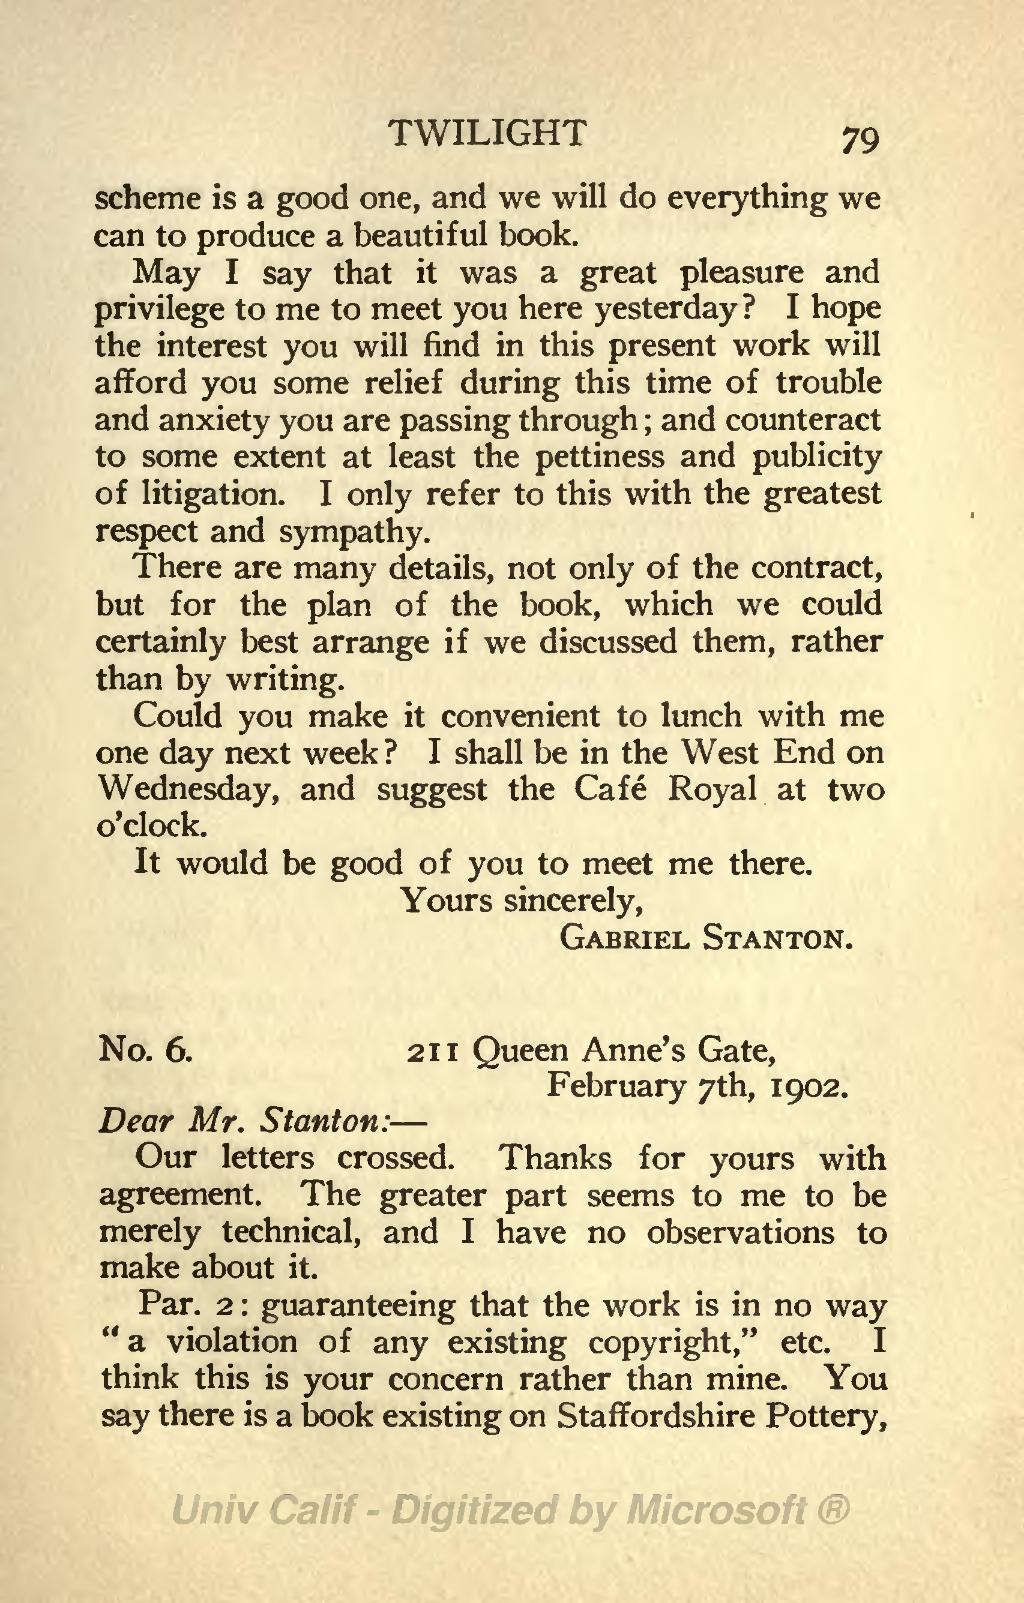 TWILIGHT 79
scheme is a good one, and we will do everything we
can to produce a beautiful book.
May I say that it was a great pleasure and
privilege to me to meet you here yesterday? I hope
the interest you will find in this present work will
afford you some relief during this time of trouble
and anxiety you are passing through; and counteract
to some extent at least the pettiness and publicity
of litigation. I only refer to this with the greatest
respect and sympathy.
There are many details, not only of the contract,
but for the plan of the book, which we could
certainly best arrange if we discussed them, rather
than by writing.
Could you make it convenient to lunch with me
one day next week? I shall be in the West End on
Wednesday, and suggest the Café Royal at two
o'clock.
It would be good of you to meet me there.
Yours sincerely,
GABRIEL STANTON.
No. 6. 211 Queen Anne's Gate,
February 7th, 1902.
Dear Mr. Stanton:—
Our letters crossed. Thanks for yours with
agreement. The greater part seems to me to be
merely technical, and I have no observations to
make about it.
Par. 2: guaranteeing that the work is in no way
“a violation of any existing copyright,” etc. I
think this is your concern rather than mine. You
say there is a book existing on Staffordshire Pottery,
Univ Calif - Digitized by Microsoft ®